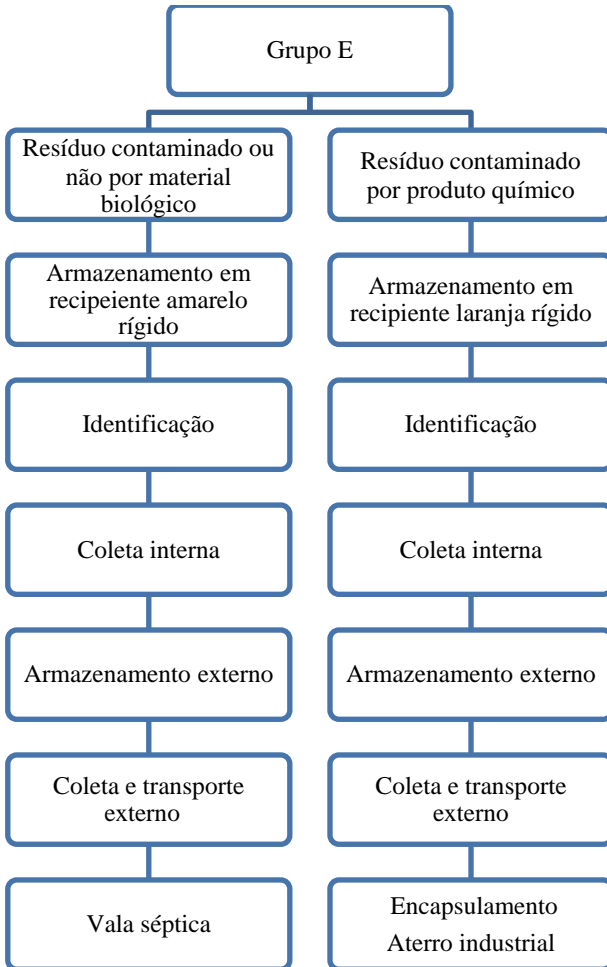 Grupo E
Resíduo contaminado ou
não por material
biológico
Armazenamento em
recipeiente amarelo
rígido
Identificação
Coleta interna
Armazenamento externo
Coleta e transporte
externo
Vala séptica
Resíduo contaminado
por produto químico
Armazenamento em
recipiente laranja rígido
Identificação
Coleta interna
Armazenamento externo
Coleta e transporte
externo
Encapsulamento
Aterro industrial